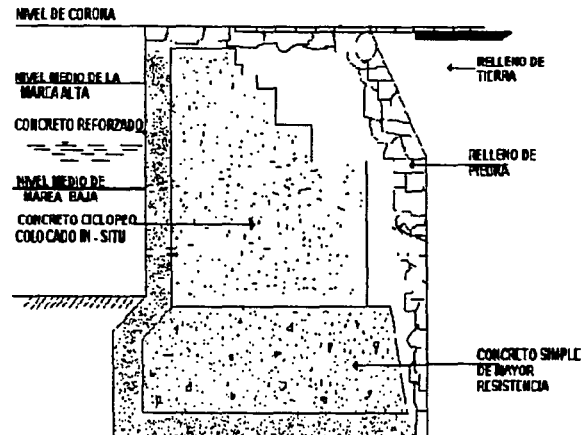 NIVEL DE CORONA
NIVEL MEDIO DE LA
MAREA ALTA
CONCRETO REFORZADO
NIVEL MEDIO DE
MAREA BAJA
CONCRETO CICLOPEO
COLOCADO IN - SITU
RELLENO DE
TIERRA
RELLENO DE
PIEDRA
CONCRETO SIMPLE
DE MAYOR
RESISTENCIA